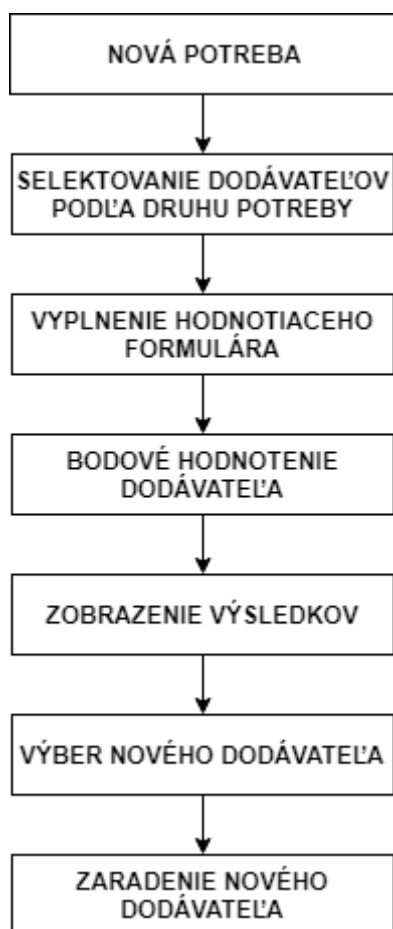 NOVÁ POTREBA
SELEKTOVANIE DODÁVATEĽOV
PODĽA DRUHU POTREBY
VYPLNENIE HODNOTIACEHO
FORMULÁRA
BODOVÉ HODNOTENIE
DODÁVATEĽA
ZOBRAZENIE VÝSLEDKOV
VÝBER NOVÉHO DODÁVATEĽA
ZARADENIE NOVÉHO
DODÁVATEĽA